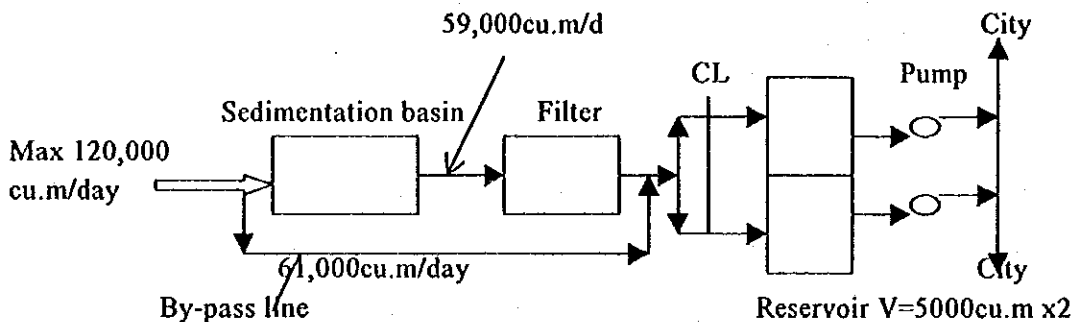 59,000cu.m/d
City
CL
Pump
Sedimentation basin
Filter
Max 120,000
cu.m/day
61,000cu.m/day
City
By-pass line
Reservoir V=5000cu.m x2